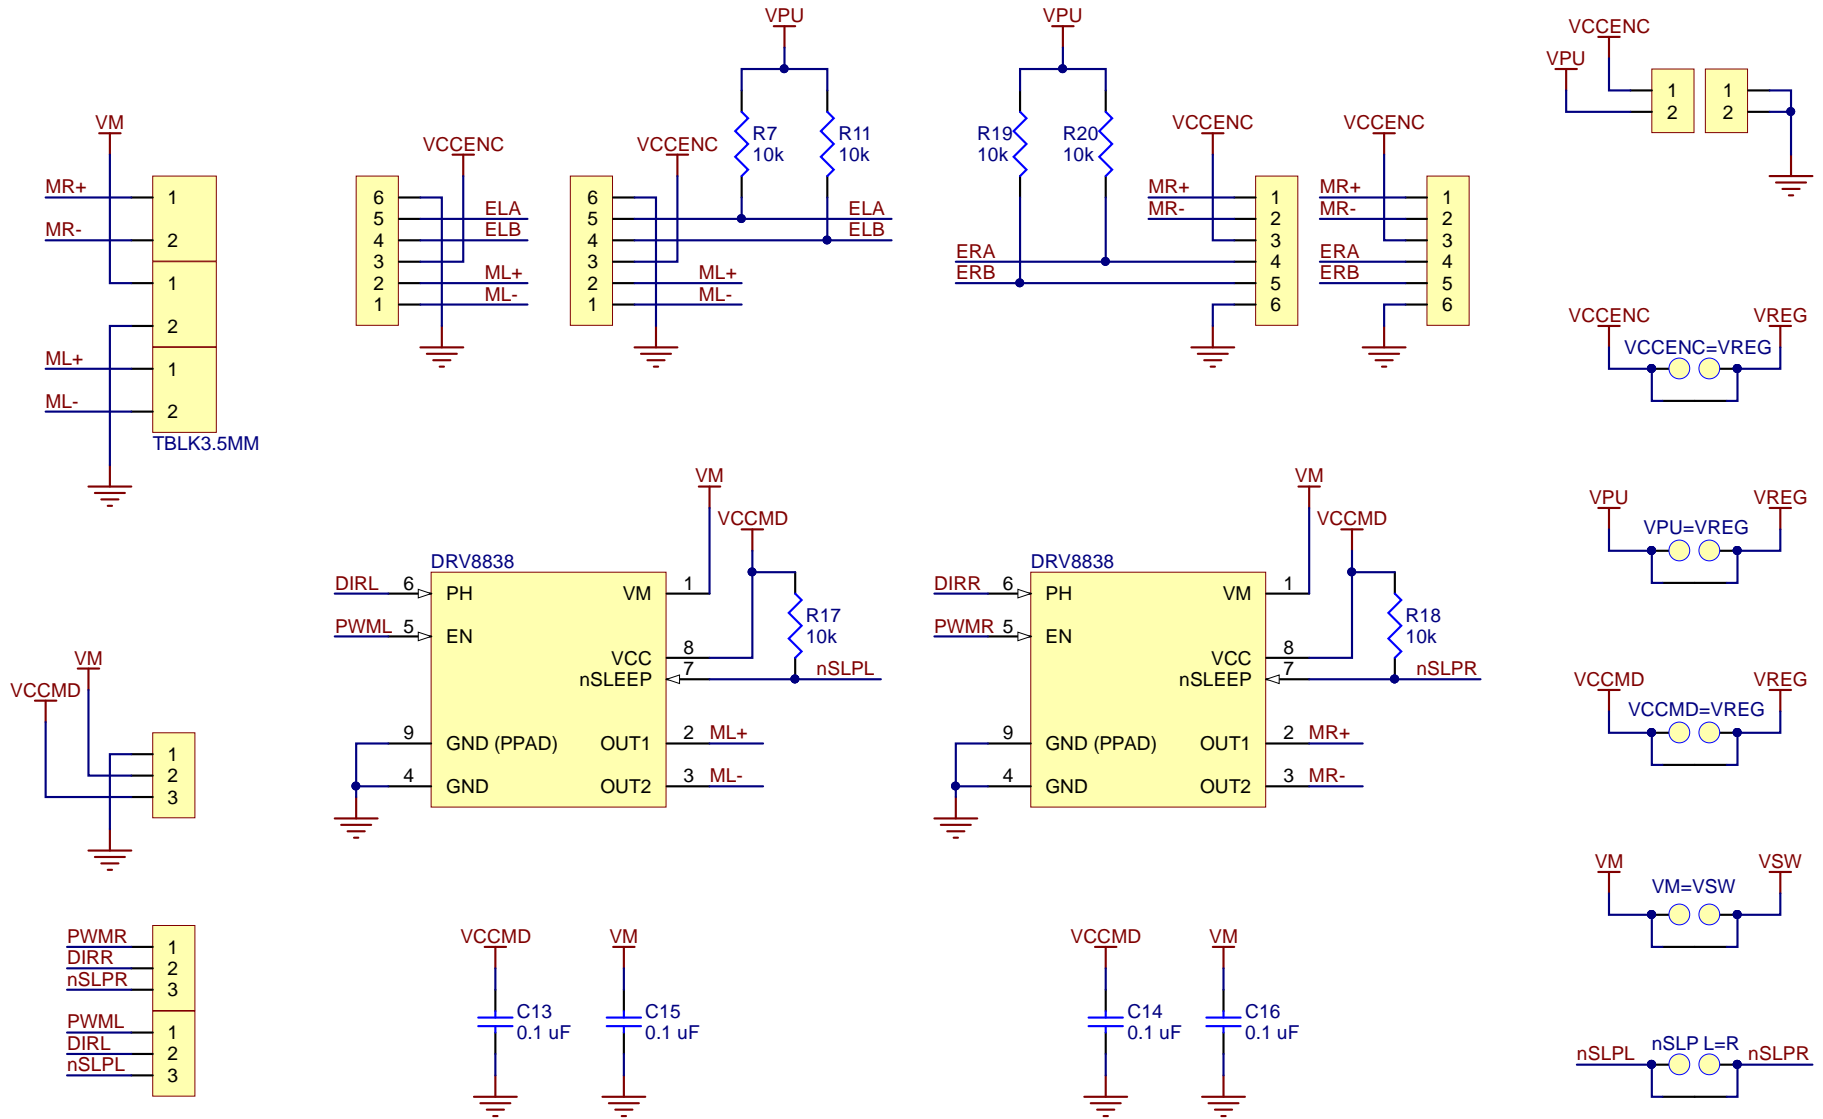 VM
MR+
MR-
ML+
ML-
1
2
1
2
1
2
TBLK3.5MM
VCCENC
6
5
4
3
2
1
ELA
ELB
ML+
ML-
VPU
R7
10k
R11
10k
VCCENC
6
5
4
3
2
1
ELA
ELB
ML+
ML-
VPU
R19
10k
R20
10k
VCCENC
MR+
MR-
ERA
ERB
1
2
3
4
5
6
VCCENC
MR+
MR-
ERA
ERB
1
2
3
4
5
6
VCCENC
VPU
1
2
1
2
VCCENC
VREG
VCCENC=VREG
VPU
VREG
VPU=VREG
VCCMD
VREG
VCCMD=VREG
VM
VSW
VM=VSW
nSLPL
nSLP L=R
nSLPR
VM
VCCMD
1
2
3
PWMR
DIRR
nSLPR
1
2
3
PWML
DIRL
nSLPL
1
2
3
VM
VCCMD
DRV8838
DIRL 6 PH
PWML 5 EN
VM 1
VCC 8
nSLEEP 7 nSLPL
R17
10k
9 GND (PPAD)
4 GND
OUT1 2 ML+
OUT2 3 ML-
VM
VCCMD
DRV8838
DIRR 6 PH
PWMR 5 EN
VM 1
VCC 8
nSLEEP 7 nSLPR
R18
10k
9 GND (PPAD)
4 GND
OUT1 2 MR+
OUT2 3 MR-
VCCMD
C13
0.1 uF
VM
C15
0.1 uF
VCCMD
C14
0.1 uF
VM
C16
0.1 uF